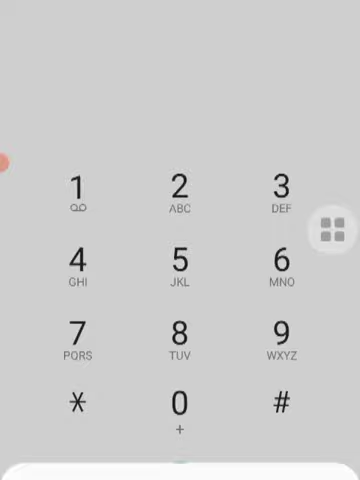 1 2 3
ABC DEF
4 5 6
GHI JKL MNO
7 8 9
PQRS TUV WXYZ
* 0 #
+